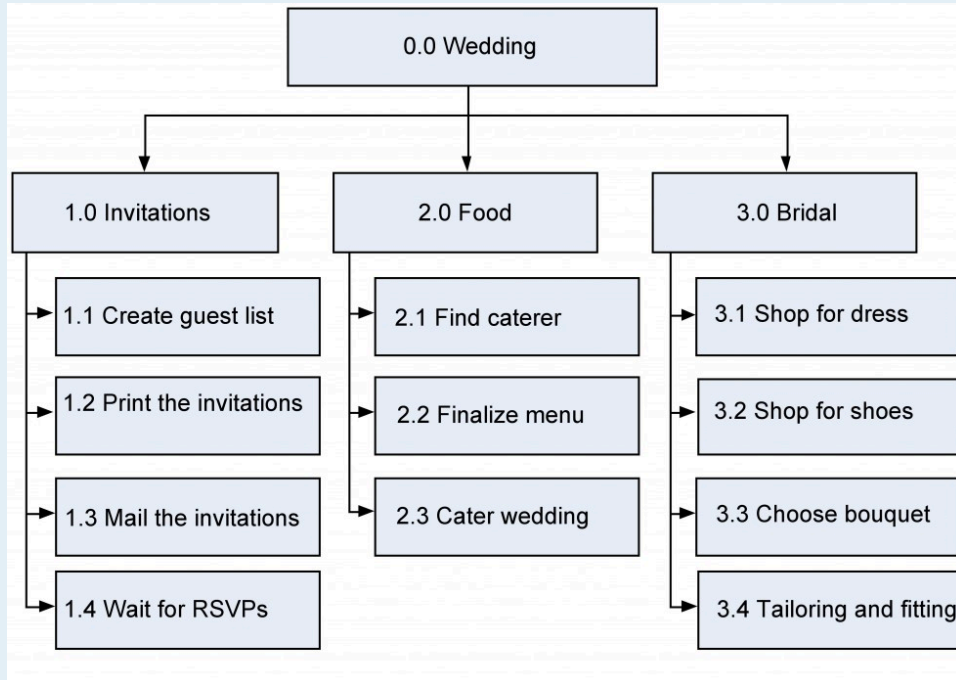 0.0 Wedding
1.0 Invitations
2.0 Food
3.0 Bridal
1.1 Create guest list
2.1 Find caterer
3.1 Shop for dress
1.2 Print the invitations
2.2 Finalize menu
3.2 Shop for shoes
1.3 Mail the invitations
2.3 Cater wedding
3.3 Choose bouquet
1.4 Wait for RSVPs
3.4 Tailoring and fitting